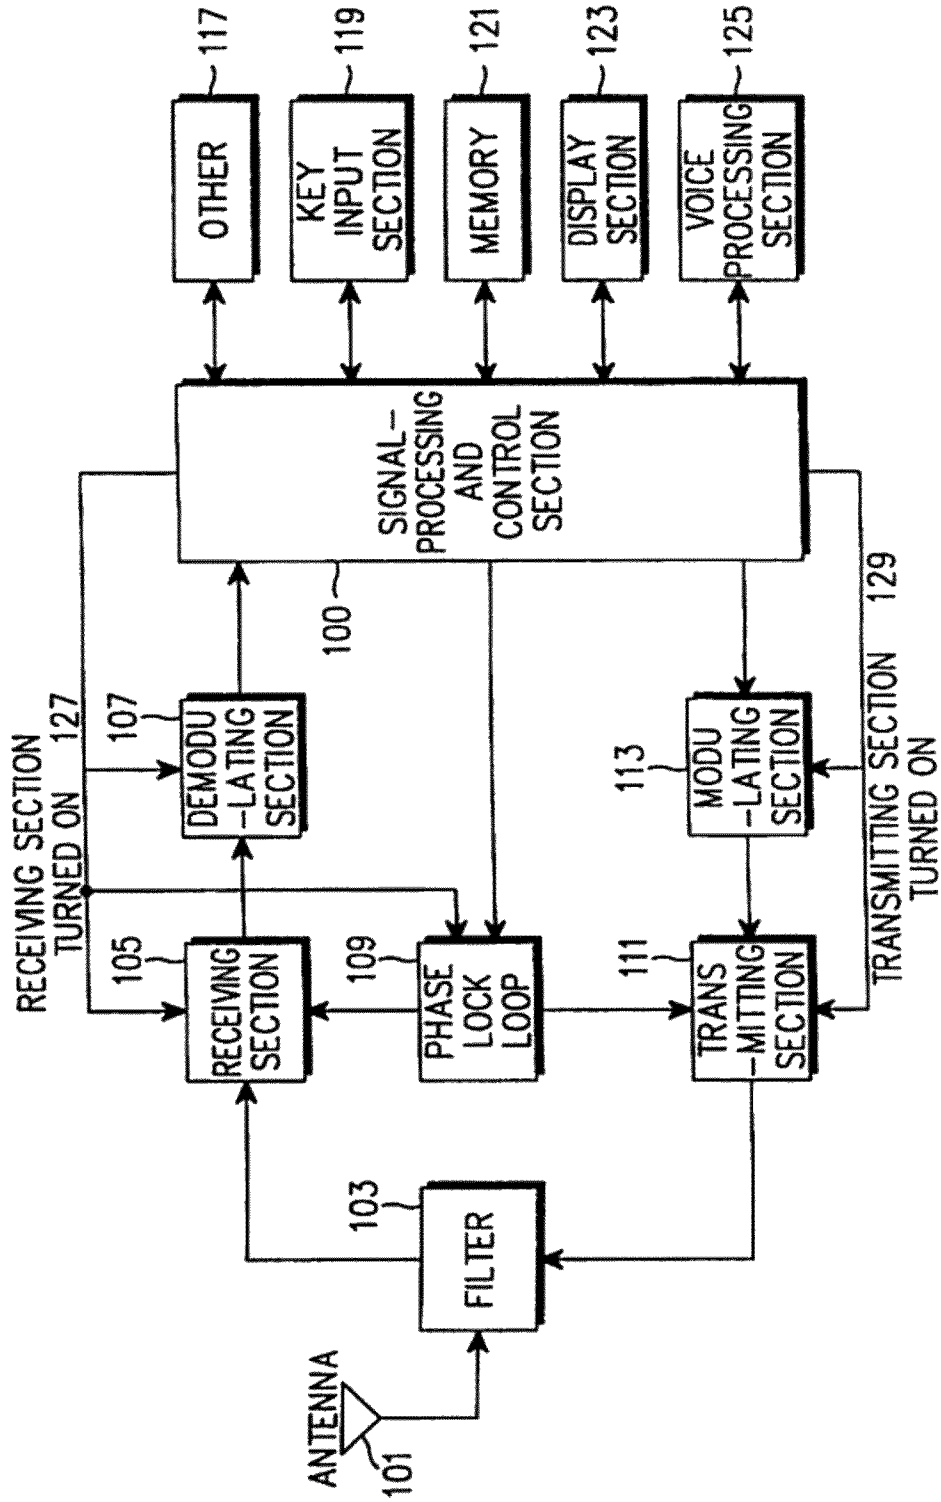 RECEIVING SECTION
TURNED ON 127
ANTENNA
101
FILTER
103
RECEIVING
SECTION
105
DEMODU
-LATING
SECTION
107
PHASE
LOCK
LOOP
109
TRANS
-MITTING
SECTION
111
MODU
-LATING
SECTION
113
SIGNAL-
PROCESSING
AND
CONTROL
SECTION
100
OTHER
117
KEY
INPUT
SECTION
119
MEMORY
121
DISPLAY
SECTION
123
VOICE
PROCESSING
SECTION
125
TRANSMITTING SECTION 129
TURNED ON